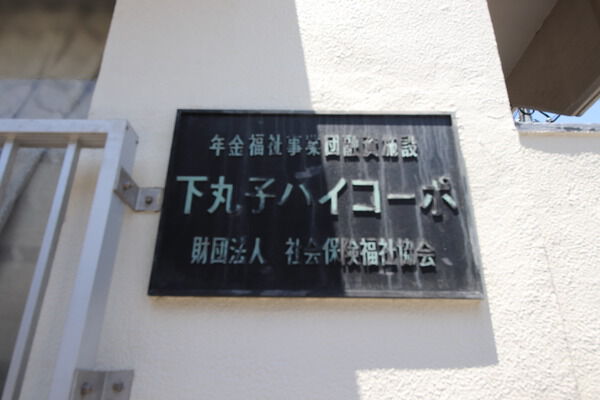 年金福祉事業団融資施設
下丸子ハイコーポ
財団法人 社会保険福祉協会